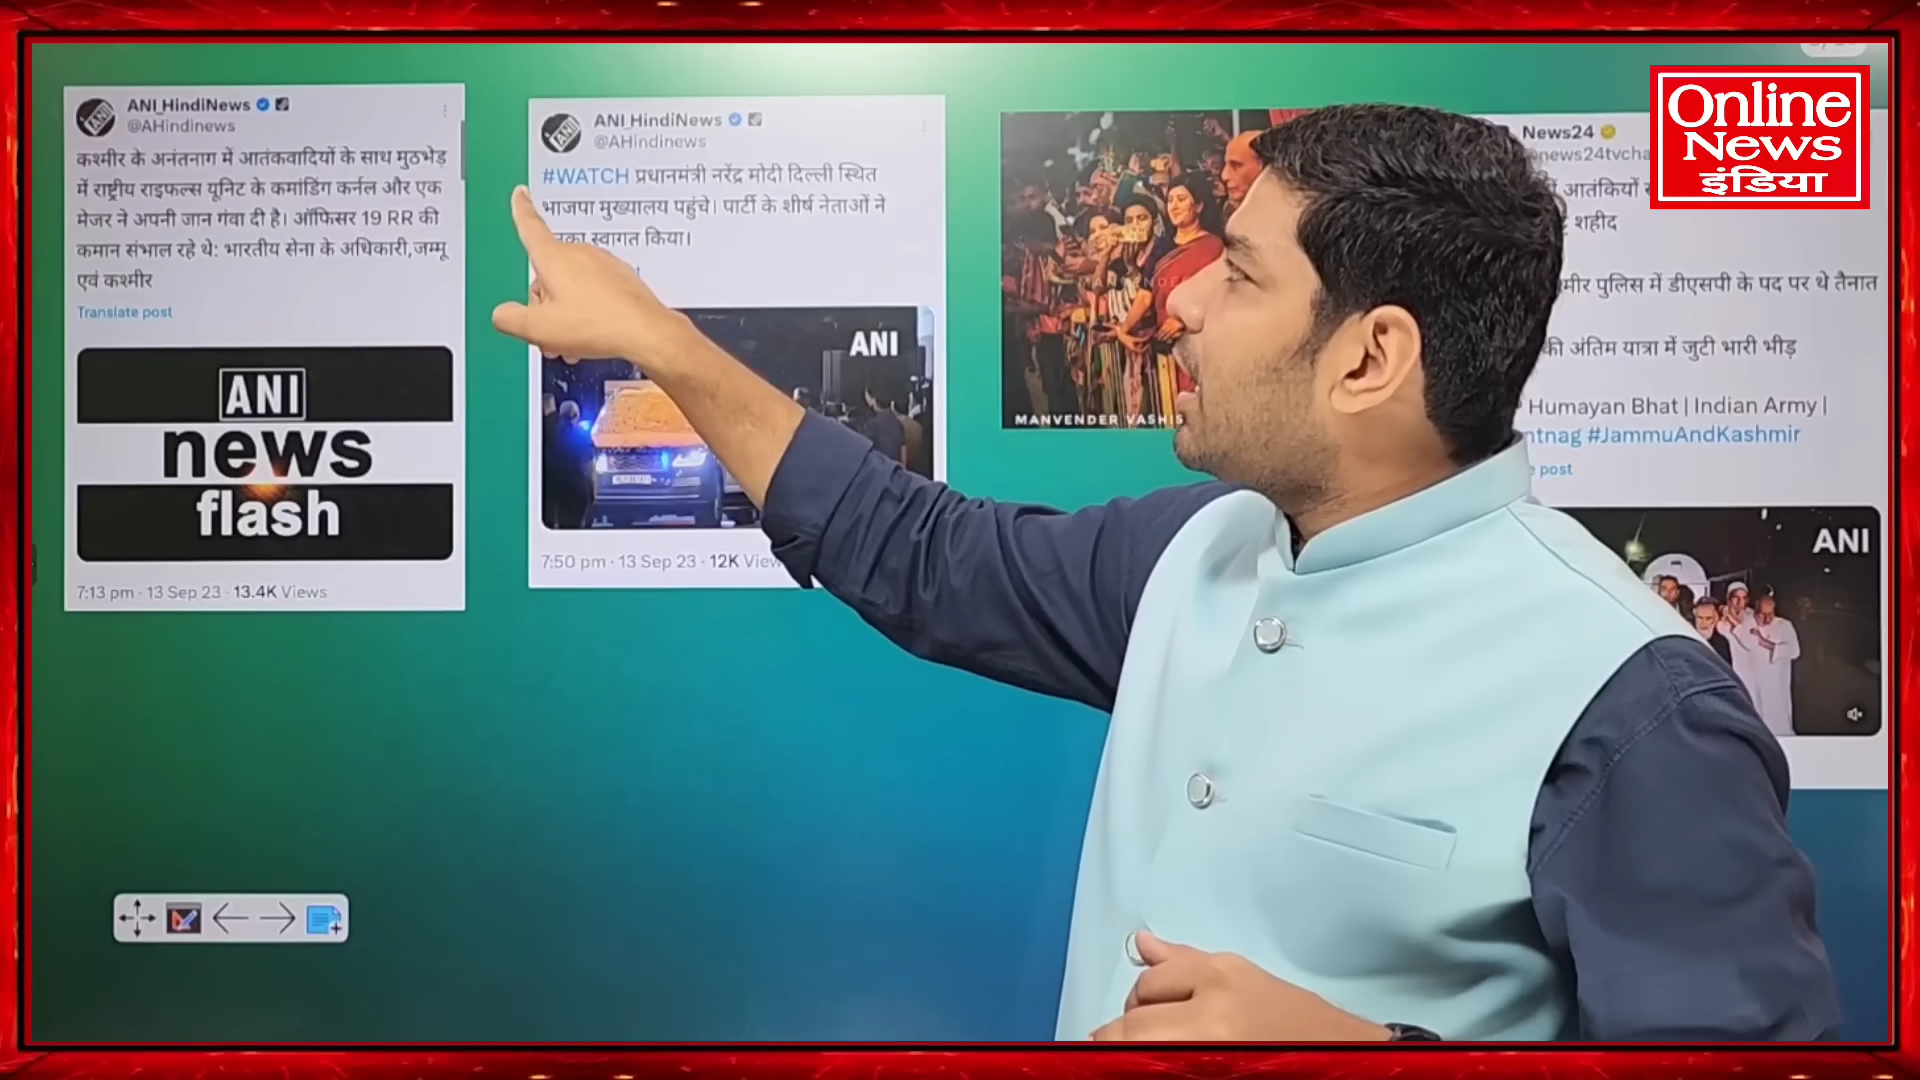 ANI_HindiNews
@AHindinews
कश्मीर के अनंतनाग में आतंकवादियों के साथ मुठभेड़
में राष्ट्रीय राइफल्स यूनिट के कमांडिंग कर्नल और एक
मेजर ने अपनी जान गंवा दी है। ऑफिसर 19 RR की
कमान संभाल रहे थे: भारतीय सेना के अधिकारी,जम्मू
एवं कश्मीर
Translate post
ANI
news
flash
7:13 pm · 13 Sep 23 · 13.4K Views
ANI_HindiNews
@AHindinews
#WATCH प्रधानमंत्री नरेंद्र मोदी दिल्ली स्थित
भाजपा मुख्यालय पहुंचे। पार्टी के शीर्ष नेताओं ने
स्वागत किया।
ANI
7:50 pm · 13 Sep 23 · 12K
MANVENDER VASHIS
News24
आतंकियों
शहीद
पुलिस में डीएसपी के पद पर थे तैनात
की अंतिम यात्रा में जुटी भारी भीड़
Humayan Bhat | Indian Army |
#JammuAndKashmir
post
ANI
Online
News
इंडिया